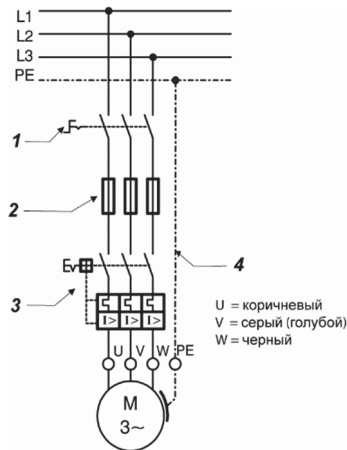 L1
L2
L3
PE
1
2
3
4
I> I> I>
U V W PE
M
3~
U = коричневый
V = серый (голубой)
W = черный